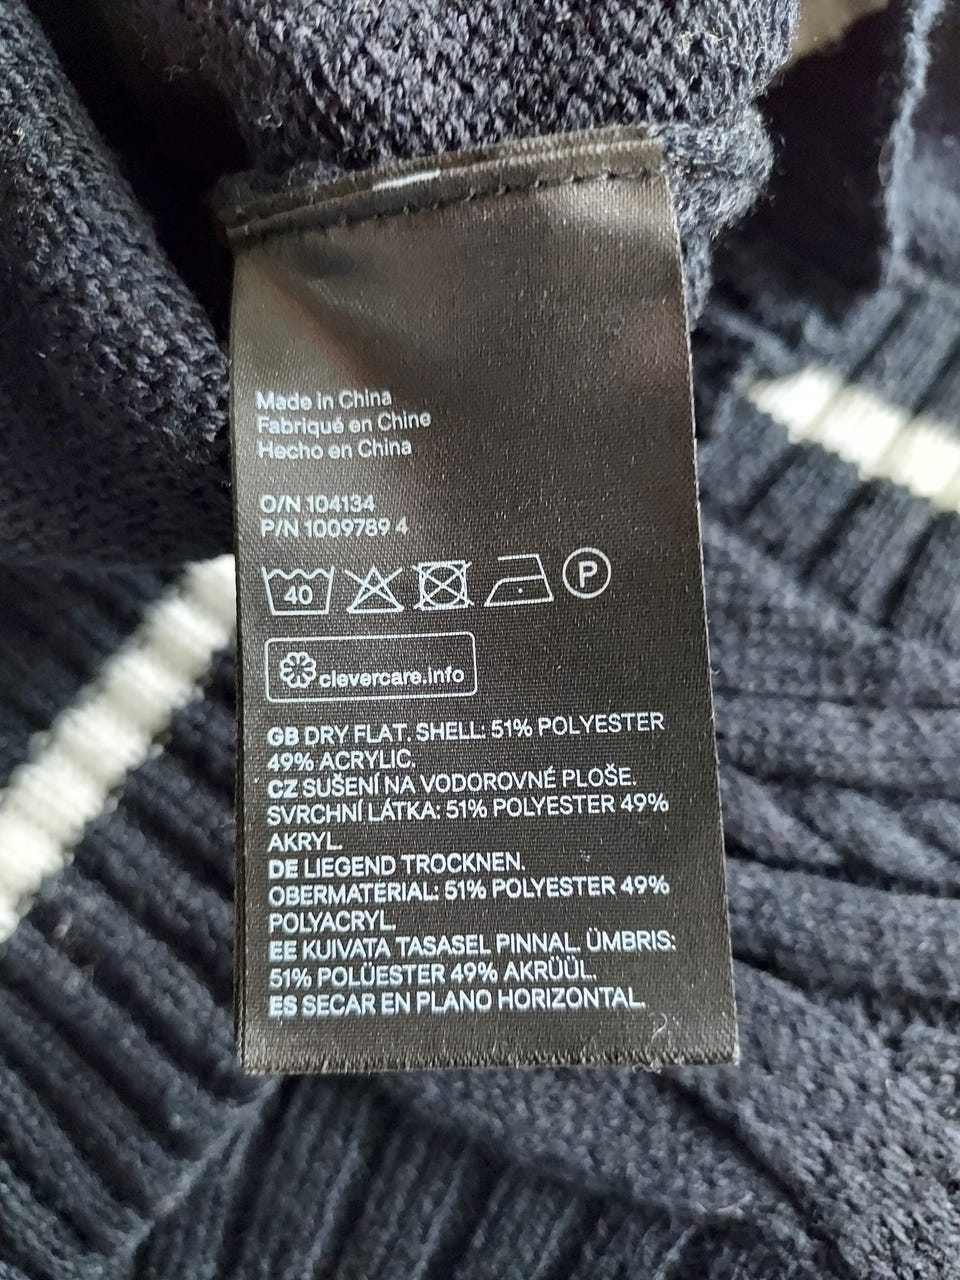 Made in China
Fabriqué en Chine
Hecho en China
O/N 104134
P/N 1009789 4
40 P
clevercare.info
GB DRY FLAT. SHELL: 51% POLYESTER
49% ACRYLIC.
CZ SUŠENÍ NA VODOROVNÉ PLOŠE.
SVRCHNÍ LÁTKA: 51% POLYESTER 49%
AKRYL.
DE LIEGEND TROCKNEN.
OBERMATERIAL: 51% POLYESTER 49%
POLYACRYL.
EE KUIVATA TASASEL PINNAL. ÜMBRIS:
51% POLÜESTER 49% AKRÜÜL.
ES SECAR EN PLANO HORIZONTAL.
2